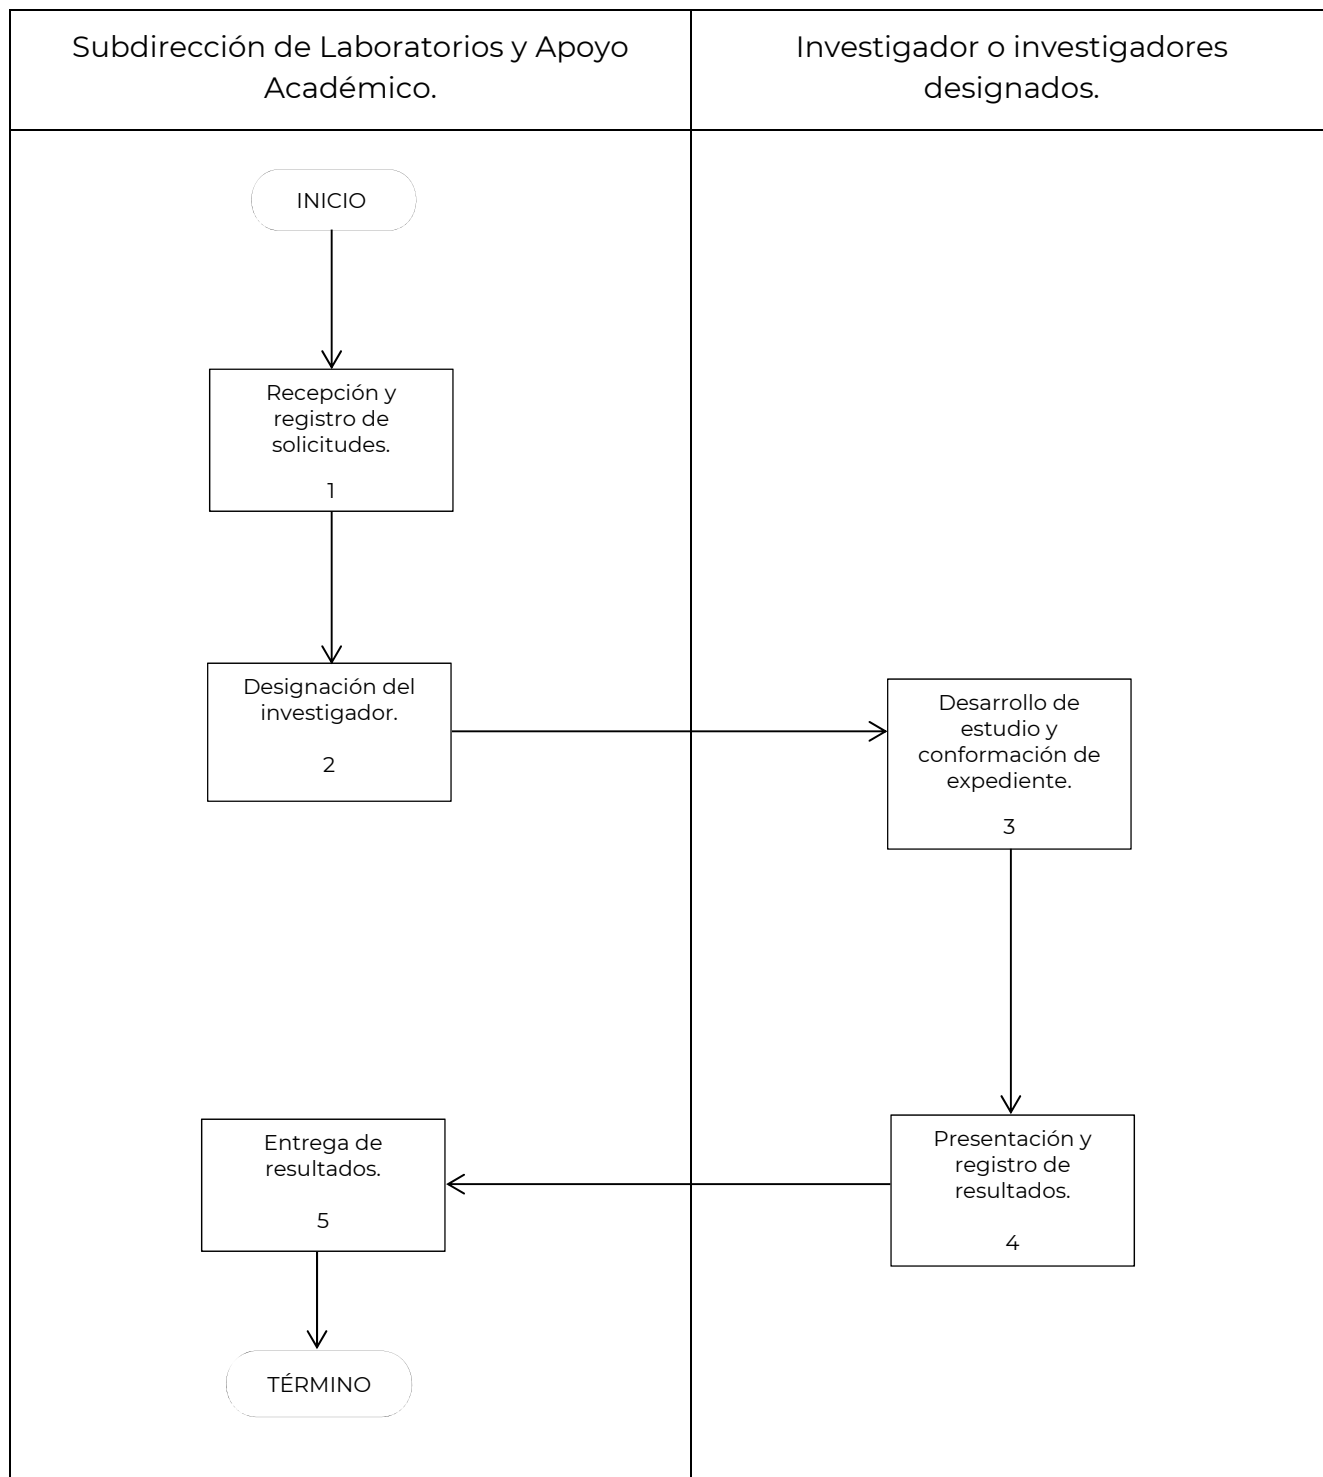 Subdirección de Laboratorios y Apoyo
Académico.
Investigador o investigadores
designados.
INICIO
Recepción y
registro de
solicitudes.
1
Designación del
investigador.
2
Desarrollo de
estudio y
conformación de
expediente.
3
Presentación y
registro de
resultados.
4
Entrega de
resultados.
5
TÉRMINO